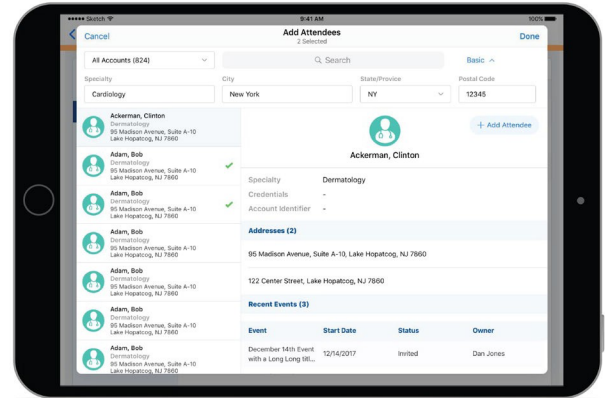 Sketch
9:41 AM
100%
Cancel
Add Attendees
2 Selected
Done
All Accounts (824)
Search
Basic
Specialty
City
State/Provice
Postal Code
Cardiology
New York
NY
12345
Ackerman, Clinton
Dermatology
95 Madison Avenue, Suite A-10
Lake Hopatcog, NJ 7860
Adam, Bob
Dermatology
95 Madison Avenue, Suite A-10
Lake Hopatcog, NJ 7860
Adam, Bob
Dermatology
95 Madison Avenue, Suite A-10
Lake Hopatcog, NJ 7860
Adam, Bob
Dermatology
95 Madison Avenue, Suite A-10
Lake Hopatcog, NJ 7860
Adam, Bob
Dermatology
95 Madison Avenue, Suite A-10
Lake Hopatcog, NJ 7860
Adam, Bob
Dermatology
95 Madison Avenue, Suite A-10
Lake Hopatcog, NJ 7860
Adam, Bob
Dermatology
95 Madison Avenue, Suite A-10
Lake Hopatcog, NJ 7860
+ Add Attendee
Ackerman, Clinton
Specialty Dermatology
Credentials -
Account Identifier -
Addresses (2)
95 Madison Avenue, Suite A-10, Lake Hopatcog, NJ 7860
122 Center Street, Lake Hopatcog, NJ 7860
Recent Events (3)
Event Start Date Status Owner
December 14th Event
with a Long Long titl... 12/14/2017 Invited Dan Jones